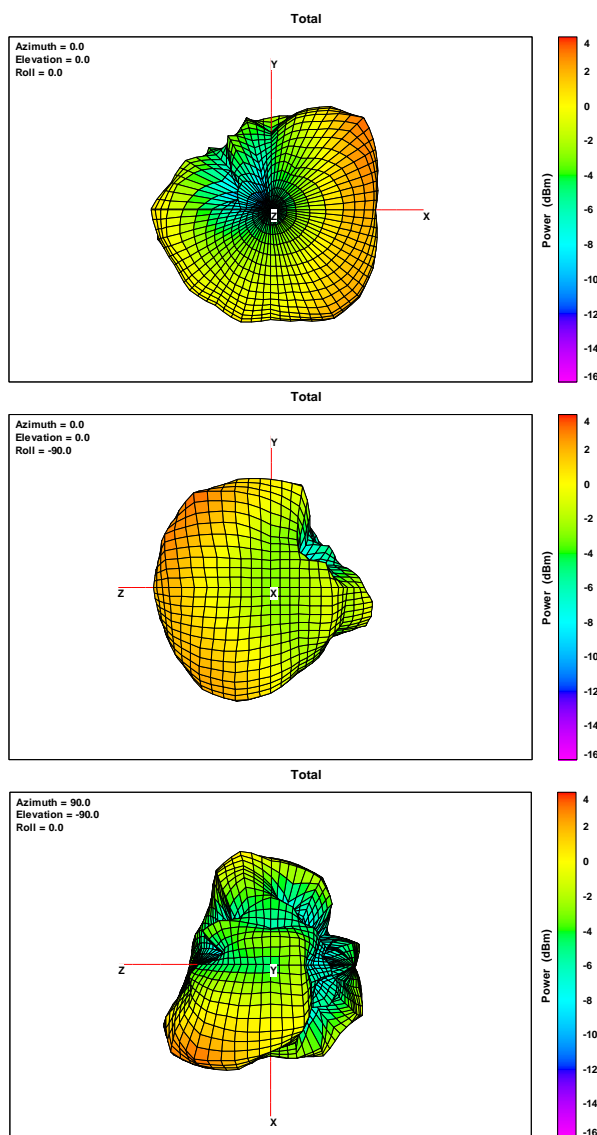 Total
Azimuth = 0.0
Elevation = 0.0
Roll = 0.0
Y
Z
X
4
2
0
-2
-4
-6
-8
-10
-12
-14
-16
Power (dBm)
Total
Azimuth = 0.0
Elevation = 0.0
Roll = -90.0
Y
Z
X
4
2
0
-2
-4
-6
-8
-10
-12
-14
-16
Power (dBm)
Total
Azimuth = 90.0
Elevation = -90.0
Roll = 0.0
Z
Y
X
4
2
0
-2
-4
-6
-8
-10
-12
-14
-16
Power (dBm)